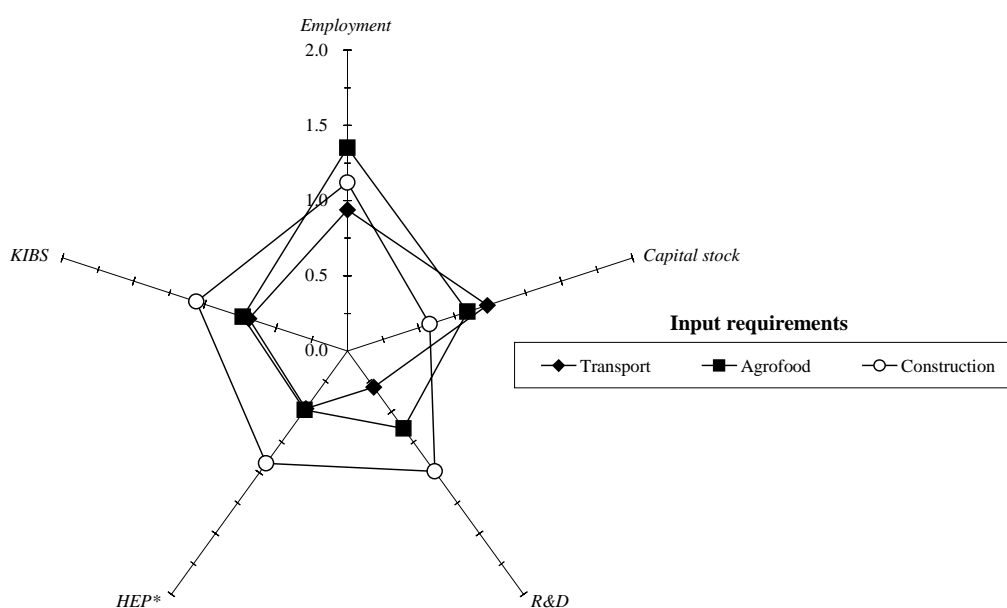 Employment
2.0
1.5
1.0
KIBS
Capital stock
0.5
Input requirements
0.0
Transport Agrofood Construction
HEP*
R&D